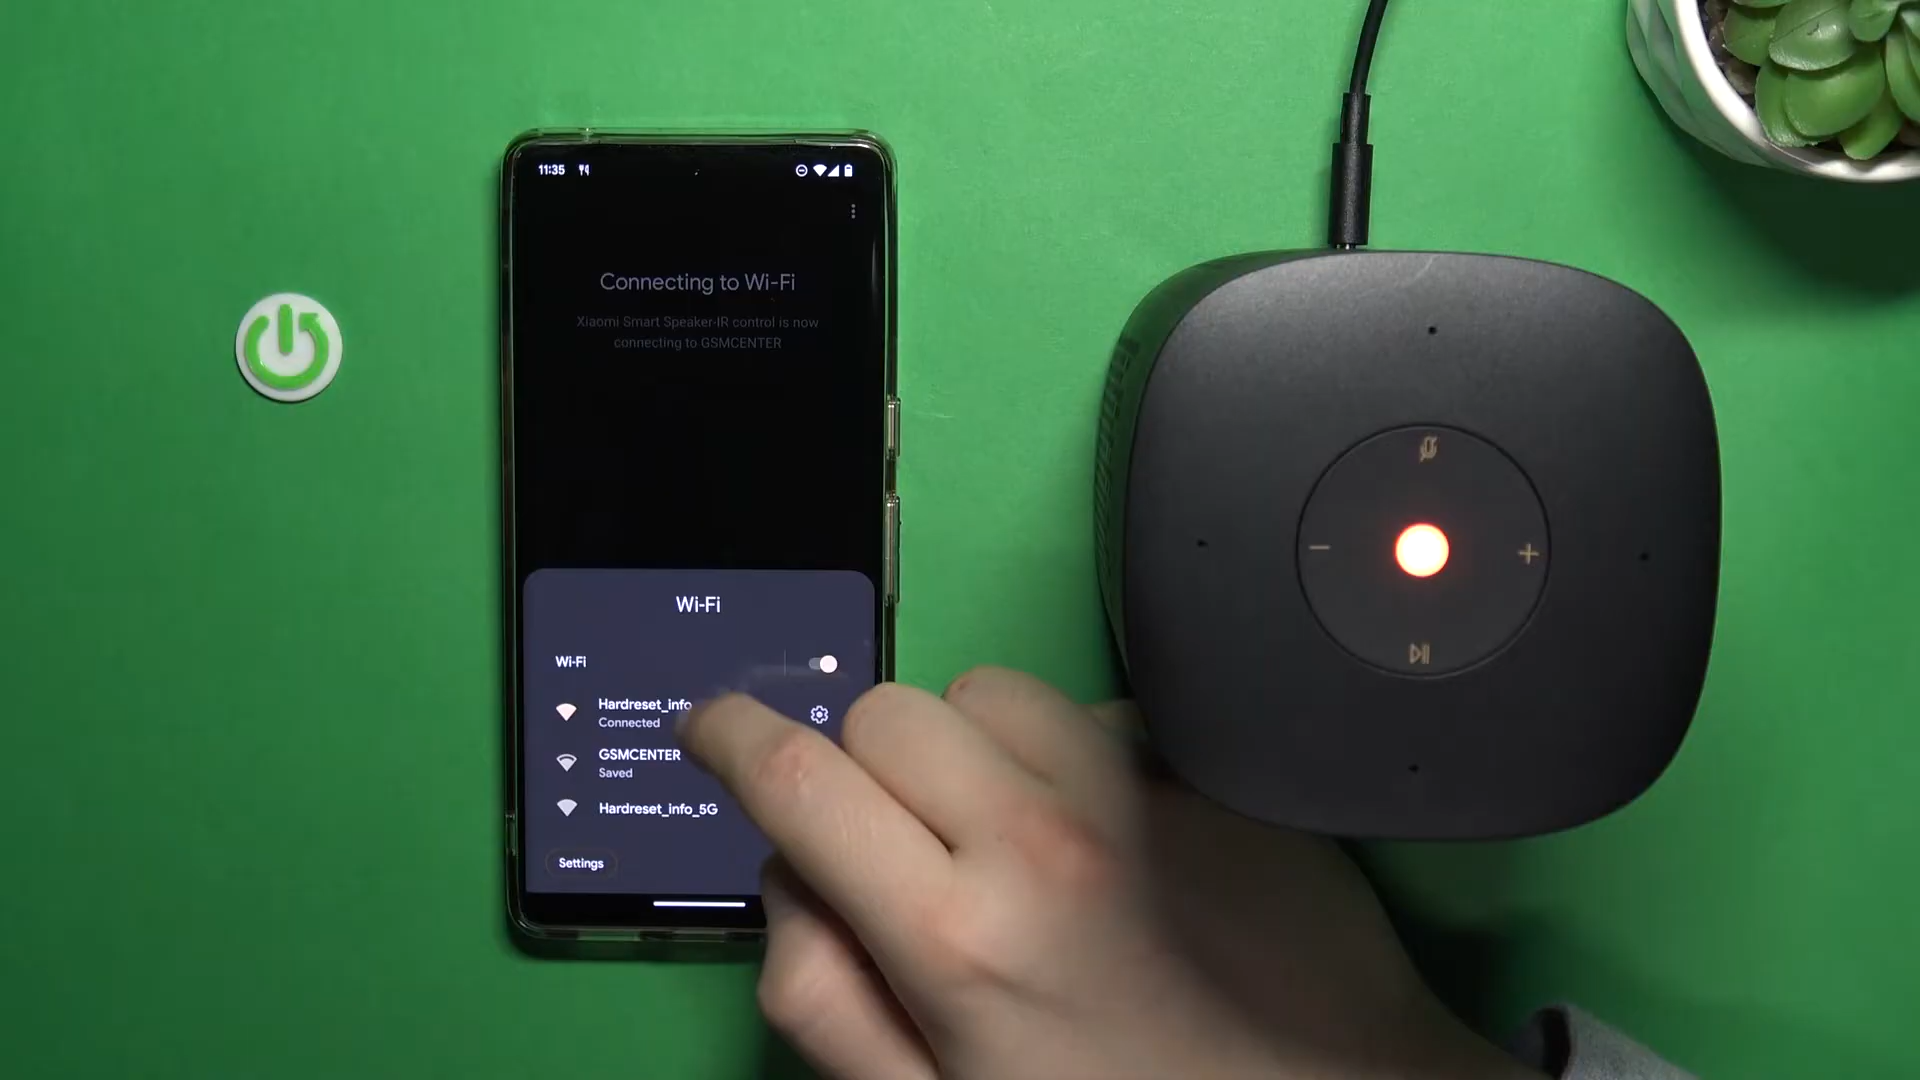 11:35
Connecting to Wi-Fi
Xiaomi Smart Speaker-IR control is now
connecting to GSMCENTER
Wi-Fi
Wi-Fi
Hardreset_info
Connected
GSMCENTER
Saved
Hardreset_info_5G
Settings